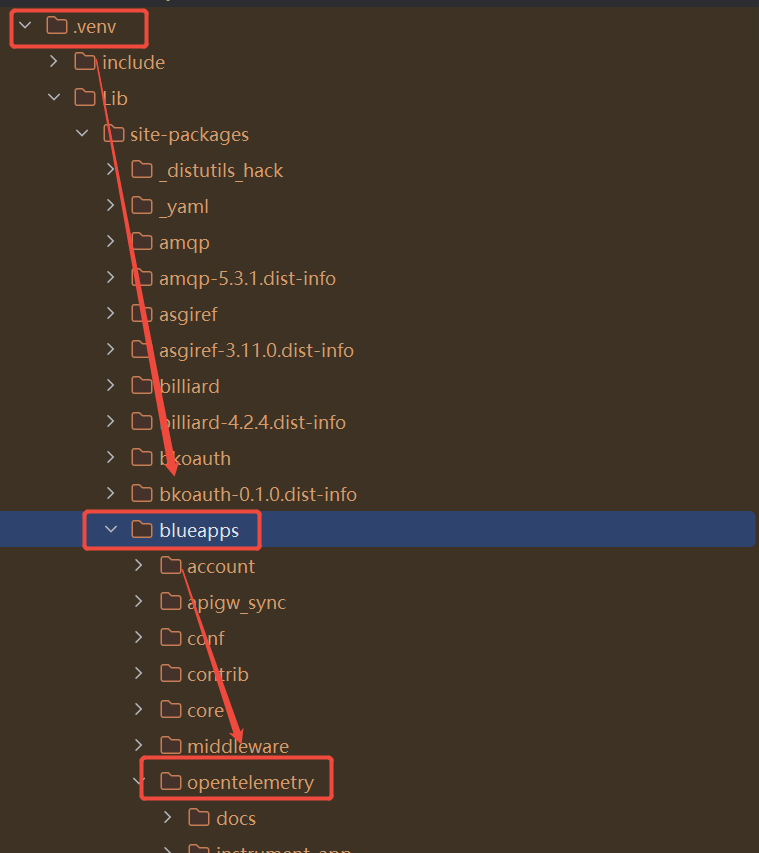 .venv
include
Lib
site-packages
_distutils_hack
_yaml
amqp
amqp-5.3.1.dist-info
asgiref
asgiref-3.11.0.dist-info
billiard
billiard-4.2.4.dist-info
bkoauth
bkoauth-0.1.0.dist-info
blueapps
account
apigw_sync
conf
contrib
core
middleware
opentelemetry
docs
instrument_app